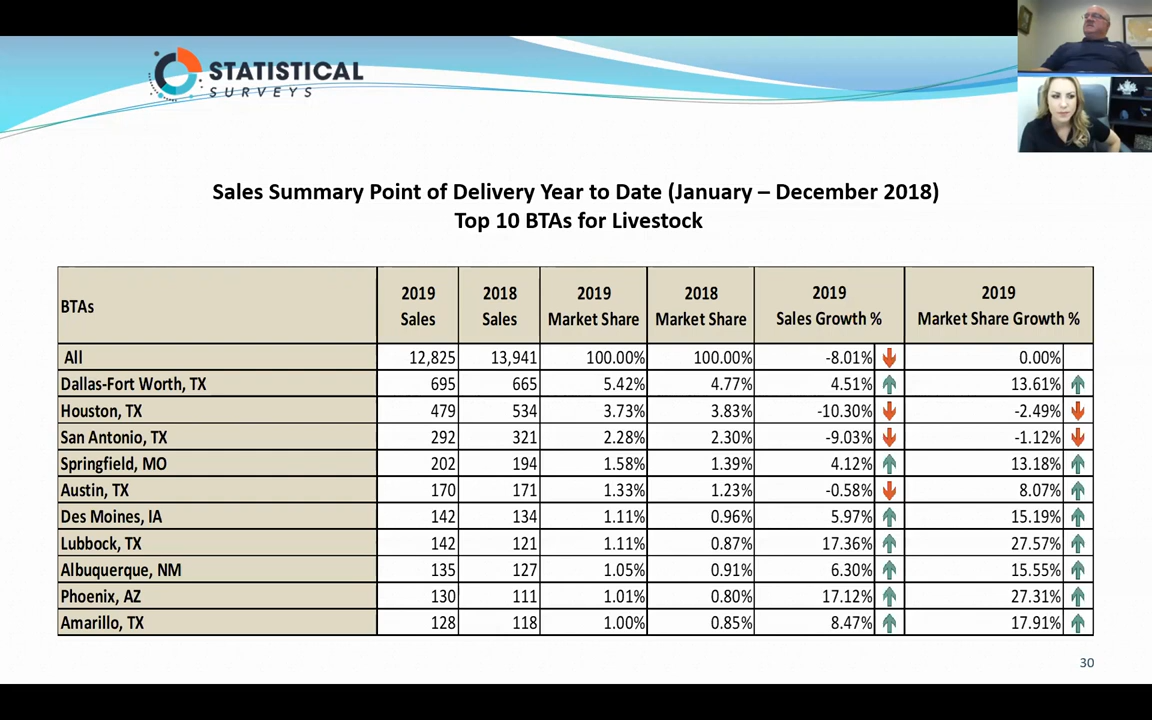 STATISTICAL
SURVEYS
Sales Summary Point of Delivery Year to Date (January – December 2018)
Top 10 BTAs for Livestock
BTAs 2019 Sales 2018 Sales 2019 Market Share 2018 Market Share 2019 Sales Growth % 2019 Market Share Growth %
All 12,825 13,941 100.00% 100.00% -8.01% 0.00%
Dallas-Fort Worth, TX 695 665 5.42% 4.77% 4.51% 13.61%
Houston, TX 479 534 3.73% 3.83% -10.30% -2.49%
San Antonio, TX 292 321 2.28% 2.30% -9.03% -1.12%
Springfield, MO 202 194 1.58% 1.39% 4.12% 13.18%
Austin, TX 170 171 1.33% 1.23% -0.58% 8.07%
Des Moines, IA 142 134 1.11% 0.96% 5.97% 15.19%
Lubbock, TX 142 121 1.11% 0.87% 17.36% 27.57%
Albuquerque, NM 135 127 1.05% 0.91% 6.30% 15.55%
Phoenix, AZ 130 111 1.01% 0.80% 17.12% 27.31%
Amarillo, TX 128 118 1.00% 0.85% 8.47% 17.91%
30